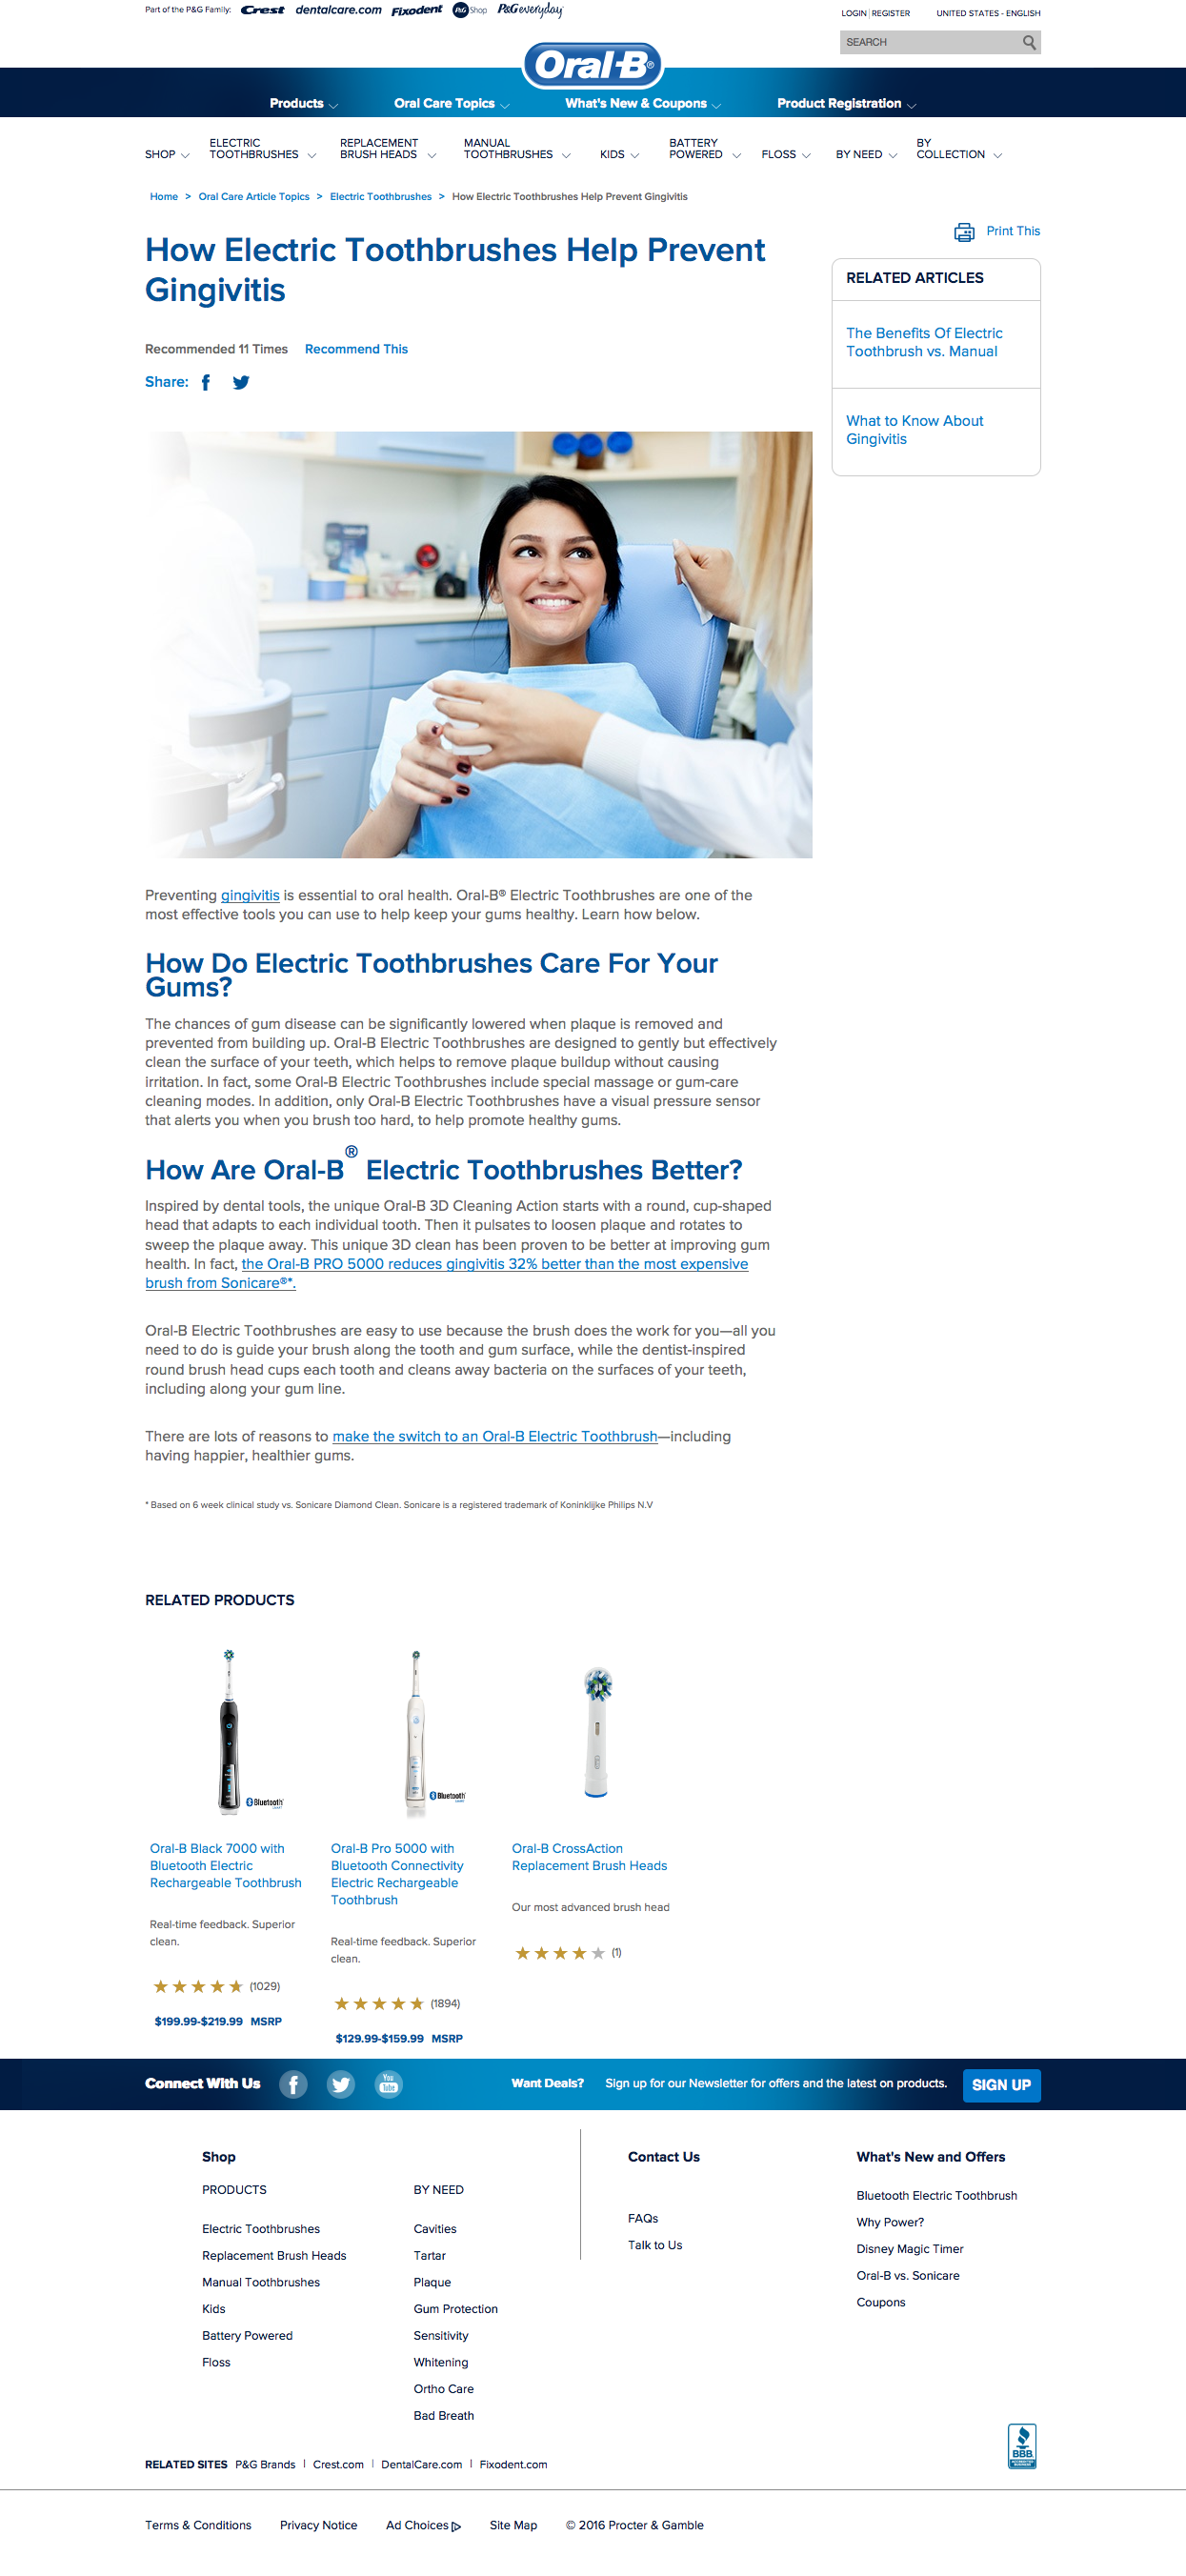 Part of the P&G Family: Crest dentalcare.com Fixodent P&G Shop P&G everyday
LOGIN | REGISTER UNITED STATES - ENGLISH
SEARCH
Oral-B®
Products Oral Care Topics What's New & Coupons Product Registration
SHOP ELECTRIC TOOTHBRUSHES REPLACEMENT BRUSH HEADS MANUAL TOOTHBRUSHES KIDS BATTERY POWERED FLOSS BY NEED BY COLLECTION
Home > Oral Care Article Topics > Electric Toothbrushes > How Electric Toothbrushes Help Prevent Gingivitis
Print This
How Electric Toothbrushes Help Prevent
Gingivitis
Recommended 11 Times Recommend This
Share:
RELATED ARTICLES
The Benefits Of Electric
Toothbrush vs. Manual
What to Know About
Gingivitis
Preventing gingivitis is essential to oral health. Oral-B® Electric Toothbrushes are one of the
most effective tools you can use to help keep your gums healthy. Learn how below.
How Do Electric Toothbrushes Care For Your
Gums?
The chances of gum disease can be significantly lowered when plaque is removed and
prevented from building up. Oral-B Electric Toothbrushes are designed to gently but effectively
clean the surface of your teeth, which helps to remove plaque buildup without causing
irritation. In fact, some Oral-B Electric Toothbrushes include special massage or gum-care
cleaning modes. In addition, only Oral-B Electric Toothbrushes have a visual pressure sensor
that alerts you when you brush too hard, to help promote healthy gums.
How Are Oral-B® Electric Toothbrushes Better?
Inspired by dental tools, the unique Oral-B 3D Cleaning Action starts with a round, cup-shaped
head that adapts to each individual tooth. Then it pulsates to loosen plaque and rotates to
sweep the plaque away. This unique 3D clean has been proven to be better at improving gum
health. In fact, the Oral-B PRO 5000 reduces gingivitis 32% better than the most expensive
brush from Sonicare®*.
Oral-B Electric Toothbrushes are easy to use because the brush does the work for you—all you
need to do is guide your brush along the tooth and gum surface, while the dentist-inspired
round brush head cups each tooth and cleans away bacteria on the surfaces of your teeth,
including along your gum line.
There are lots of reasons to make the switch to an Oral-B Electric Toothbrush—including
having happier, healthier gums.
* Based on 6 week clinical study vs. Sonicare Diamond Clean. Sonicare is a registered trademark of Koninklijke Philips N.V
RELATED PRODUCTS
Bluetooth
Bluetooth
Oral-B Black 7000 with
Bluetooth Electric
Rechargeable Toothbrush
Real-time feedback. Superior
clean.
(1029)
$199.99-$219.99 MSRP
Oral-B Pro 5000 with
Bluetooth Connectivity
Electric Rechargeable
Toothbrush
Real-time feedback. Superior
clean.
(1894)
$129.99-$159.99 MSRP
Oral-B CrossAction
Replacement Brush Heads
Our most advanced brush head
(1)
Connect With Us You Tube Want Deals? Sign up for our Newsletter for offers and the latest on products. SIGN UP
Shop
PRODUCTS
Electric Toothbrushes
Replacement Brush Heads
Manual Toothbrushes
Kids
Battery Powered
Floss
BY NEED
Cavities
Tartar
Plaque
Gum Protection
Sensitivity
Whitening
Ortho Care
Bad Breath
Contact Us
FAQs
Talk to Us
What's New and Offers
Bluetooth Electric Toothbrush
Why Power?
Disney Magic Timer
Oral-B vs. Sonicare
Coupons
BBB
RELATED SITES P&G Brands | Crest.com | DentalCare.com | Fixodent.com
Terms & Conditions Privacy Notice Ad Choices Site Map © 2016 Procter & Gamble